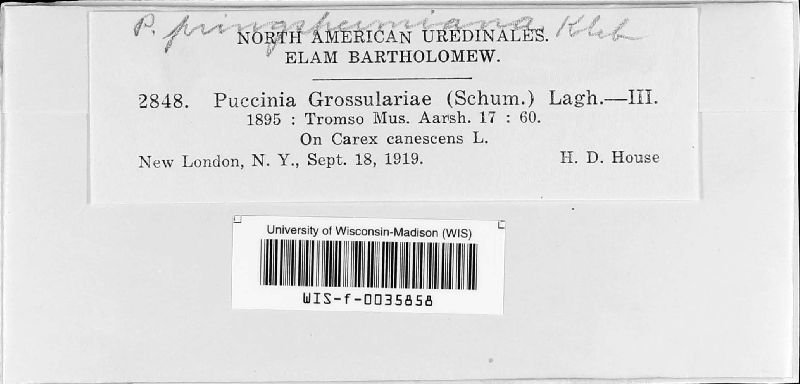 P. pringsheimiana Kleb
NORTH AMERICAN UREDINALES.
ELAM BARTHOLOMEW.
2848. Puccinia Grossulariae (Schum.) Lagh.—III.
1895 : Tromso Mus. Aarsh. 17 : 60.
On Carex canescens L.
New London, N. Y., Sept. 18, 1919. H. D. House
University of Wisconsin-Madison (WIS)
WIS-f-0035858